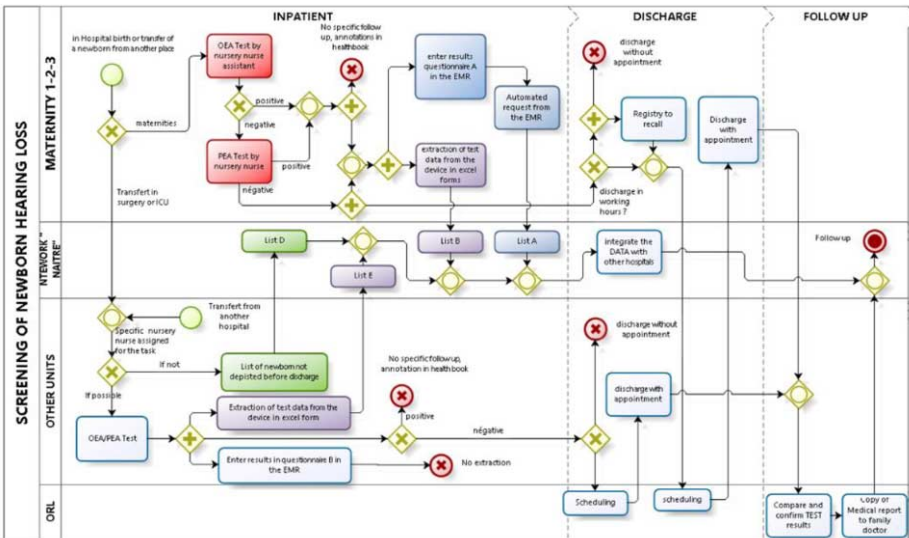 INPATIENT
DISCHARGE
FOLLOW UP
SCREENING OF NEWBORN HEARING LOSS
MATERNITY 1-2-3
in Hospital birth or transfer of
a newborn from another place
maternities
Transfert in
surgery or ICU
OEA Test by
nursery nurse
assistant
positive
negative
PEA Test by
nursery nurse
positive
négative
No specific follow
up, annotations in
healthbook
enter results
questionnaire A
in the EMR
Automated
request from
the EMR
extraction of test
data from the
device in excel
forms
discharge
without
appointment
Registry to
recall
discharge in
working
hours ?
Discharge
with
appointment
NTEWORK "
NAITRE"
List D
List E
List B
List A
integrate the
DATA with
other hospitals
Follow up
OTHER UNITS
Transfert from
another
hospital
Specific nursery
nurse assigned
for the task
If not
If possible
List of newborn not
depisted before discharge
OEA/PEA Test
Extraction of test data from the
device in excel form
Enter results in questionnaire B in
the EMR
No specific follow up,
annotation in healthbook
positive
négative
No extraction
discharge without
appointment
discharge with
appointment
ORL
Scheduling
scheduling
Compare and
confirm TEST
results
Copy of
Medical report
to family
doctor